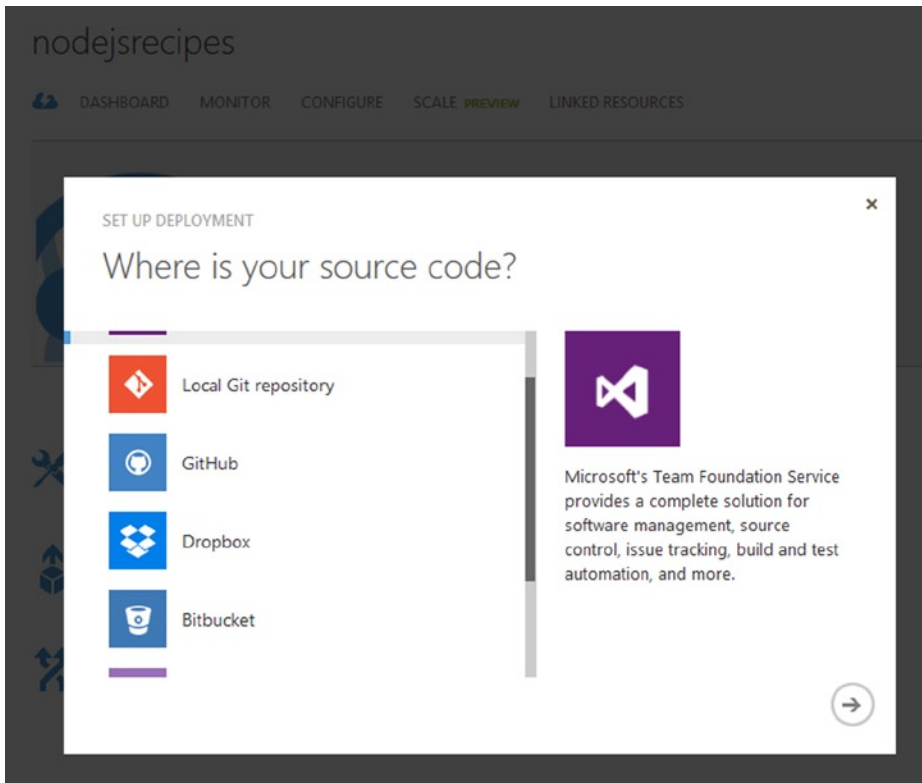 nodejsrecipes
DASHBOARD MONITOR CONFIGURE SCALE PREVIEW LINKED RESOURCES
SET UP DEPLOYMENT
Where is your source code?
Local Git repository
GitHub
Dropbox
Bitbucket
Microsoft's Team Foundation Service
provides a complete solution for
software management, source
control, issue tracking, build and test
automation, and more.